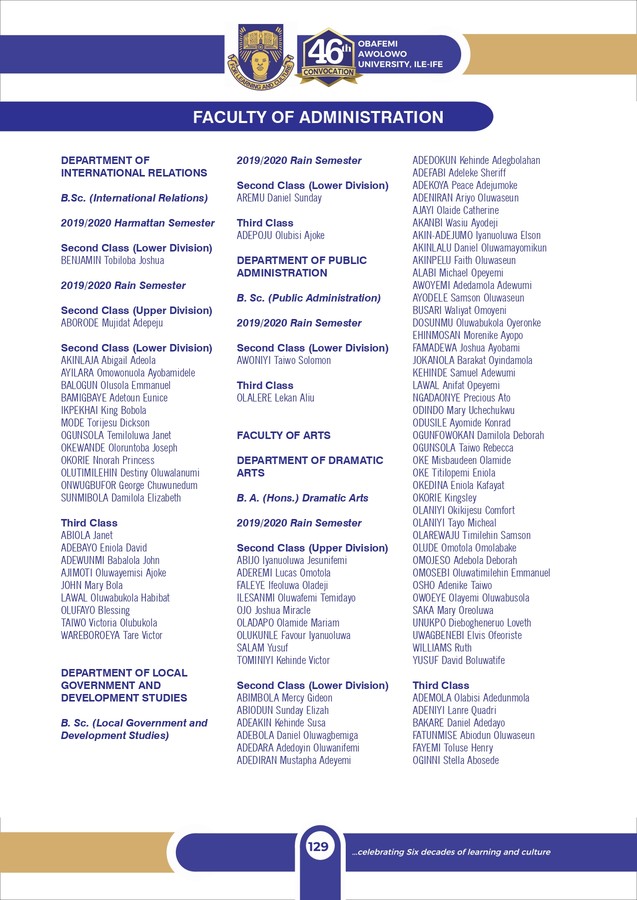 46th
CONVOCATION
FOR LEARNING AND CULTURE
OBAFEMI
AWOLOWO
UNIVERSITY, ILE-IFE
FACULTY OF ADMINISTRATION
DEPARTMENT OF
INTERNATIONAL RELATIONS
B.Sc. (International Relations)
2019/2020 Harmattan Semester
Second Class (Lower Division)
BENJAMIN Tobiloba Joshua
2019/2020 Rain Semester
Second Class (Upper Division)
ABORODE Mujidat Adepeju
Second Class (Lower Division)
AKINLAJA Abigail Adeola
AYILARA Omowonuola Ayobamidele
BALOGUN Olusola Emmanuel
BAMIGBAYE Adetoun Eunice
IKPEKHAI King Bobola
MODE Torijesu Dickson
OGUNSOLA Temiloluwa Janet
OKEWANDE Oloruntoba Joseph
OKORIE Nnorah Princess
OLUTIMILEHIN Destiny Oluwalanumi
ONWUGBUFOR George Chuwunedum
SUNMIBOLA Damilola Elizabeth
Third Class
ABIOLA Janet
ADEBAYO Eniola David
ADEWUNMI Babalola John
AJIMOTI Oluwayemisi Ajoke
JOHN Mary Bola
LAWAL Oluwabukola Habibat
OLUFAYO Blessing
TAIWO Victoria Olubukola
WAREBOROEYA Tare Victor
DEPARTMENT OF LOCAL
GOVERNMENT AND
DEVELOPMENT STUDIES
B. Sc. (Local Government and
Development Studies)
2019/2020 Rain Semester
Second Class (Lower Division)
AREMU Daniel Sunday
Third Class
ADEPOJU Olubisi Ajoke
DEPARTMENT OF PUBLIC
ADMINISTRATION
B. Sc. (Public Administration)
2019/2020 Rain Semester
Second Class (Lower Division)
AWONIYI Taiwo Solomon
Third Class
OLALERE Lekan Aliu
FACULTY OF ARTS
DEPARTMENT OF DRAMATIC
ARTS
B. A. (Hons.) Dramatic Arts
2019/2020 Rain Semester
Second Class (Upper Division)
ABIJO Iyanuoluwa Jesunifemi
ADEREMI Lucas Omotola
FALEYE Ifeoluwa Oladeji
ILESANMI Oluwafemi Temidayo
OJO Joshua Miracle
OLADAPO Olamide Mariam
OLUKUNLE Favour Iyanuoluwa
SALAM Yusuf
TOMINIYI Kehinde Victor
Second Class (Lower Division)
ABIMBOLA Mercy Gideon
ABIODUN Sunday Elizah
ADEAKIN Kehinde Susa
ADEBOLA Daniel Oluwagbemiga
ADEDARA Adedoyin Oluwanifemi
ADEDIRAN Mustapha Adeyemi
ADEDOKUN Kehinde Adegbolahan
ADEFABI Adeleke Sheriff
ADEKOYA Peace Adejumoke
ADENIRAN Ariyo Oluwaseun
AJAYI Olaide Catherine
AKANBI Wasiu Ayodeji
AKIN-ADEJUMO Iyanuoluwa Elson
AKINLALU Daniel Oluwamayomikun
AKINPELU Faith Oluwaseun
ALABI Michael Opeyemi
AWOYEMI Adedamola Adewumi
AYODELE Samson Oluwaseun
BUSARI Waliyat Omoyeni
DOSUNMU Oluwabukola Oyeronke
EHINMOSAN Morenike Ayopo
FAMADEWA Joshua Ayobami
JOKANOLA Barakat Oyindamola
KEHINDE Samuel Adewumi
LAWAL Anifat Opeyemi
NGADAONYE Precious Ato
ODINDO Mary Uchechukwu
ODUSILE Ayomide Konrad
OGUNFOWOKAN Damilola Deborah
OGUNSOLA Taiwo Rebecca
OKE Misbaudeen Olamide
OKE Titilopemi Eniola
OKEDINA Eniola Kafayat
OKORIE Kingsley
OLANIYI Okikijesu Comfort
OLANIYI Tayo Micheal
OLAREWAJU Timilehin Samson
OLUDE Omotola Omolabake
OMOJESO Adebola Deborah
OMOSEBI Oluwatimilehin Emmanuel
OSHO Adenike Taiwo
OWOEYE Olayemi Oluwabusola
SAKA Mary Oreoluwa
UNUKPO Diebogheneruo Loveth
UWAGBENEBI Elvis Ofeoriste
WILLIAMS Ruth
YUSUF David Boluwatife
Third Class
ADEMOLA Olabisi Adedunmola
ADENIYI Lanre Quadri
BAKARE Daniel Adedayo
FATUNMISE Abiodun Oluwaseun
FAYEMI Toluse Henry
OGINNI Stella Abosede
129
...celebrating Six decades of learning and culture